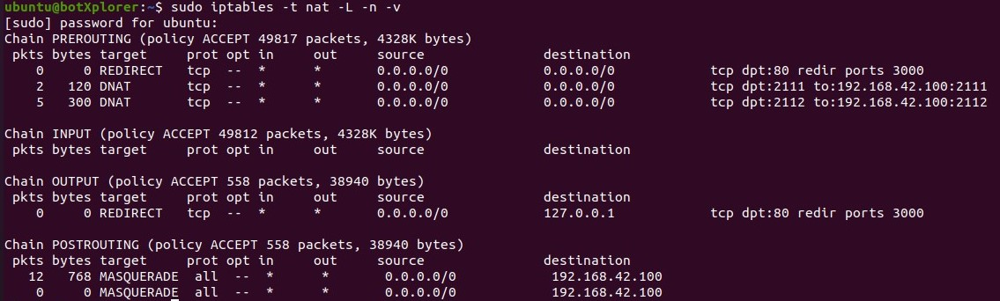 ubuntu@botXplorer:~$ sudo iptables -t nat -L -n -v
[sudo] password for ubuntu:
Chain PREROUTING (policy ACCEPT 49817 packets, 4328K bytes)
 pkts bytes target     prot opt in     out     source               destination
    0     0 REDIRECT   tcp  --  *      *       0.0.0.0/0            0.0.0.0/0            tcp dpt:80 redir ports 3000
    2   120 DNAT       tcp  --  *      *       0.0.0.0/0            0.0.0.0/0            tcp dpt:2111 to:192.168.42.100:2111
    5   300 DNAT       tcp  --  *      *       0.0.0.0/0            0.0.0.0/0            tcp dpt:2112 to:192.168.42.100:2112
Chain INPUT (policy ACCEPT 49812 packets, 4328K bytes)
 pkts bytes target     prot opt in     out     source               destination
Chain OUTPUT (policy ACCEPT 558 packets, 38940 bytes)
 pkts bytes target     prot opt in     out     source               destination
    0     0 REDIRECT   tcp  --  *      *       0.0.0.0/0            127.0.0.1            tcp dpt:80 redir ports 3000
Chain POSTROUTING (policy ACCEPT 558 packets, 38940 bytes)
 pkts bytes target     prot opt in     out     source               destination
   12   768 MASQUERADE  all  --  *      *       0.0.0.0/0            192.168.42.100
    0     0 MASQUERADE  all  --  *      *       0.0.0.0/0            192.168.42.100